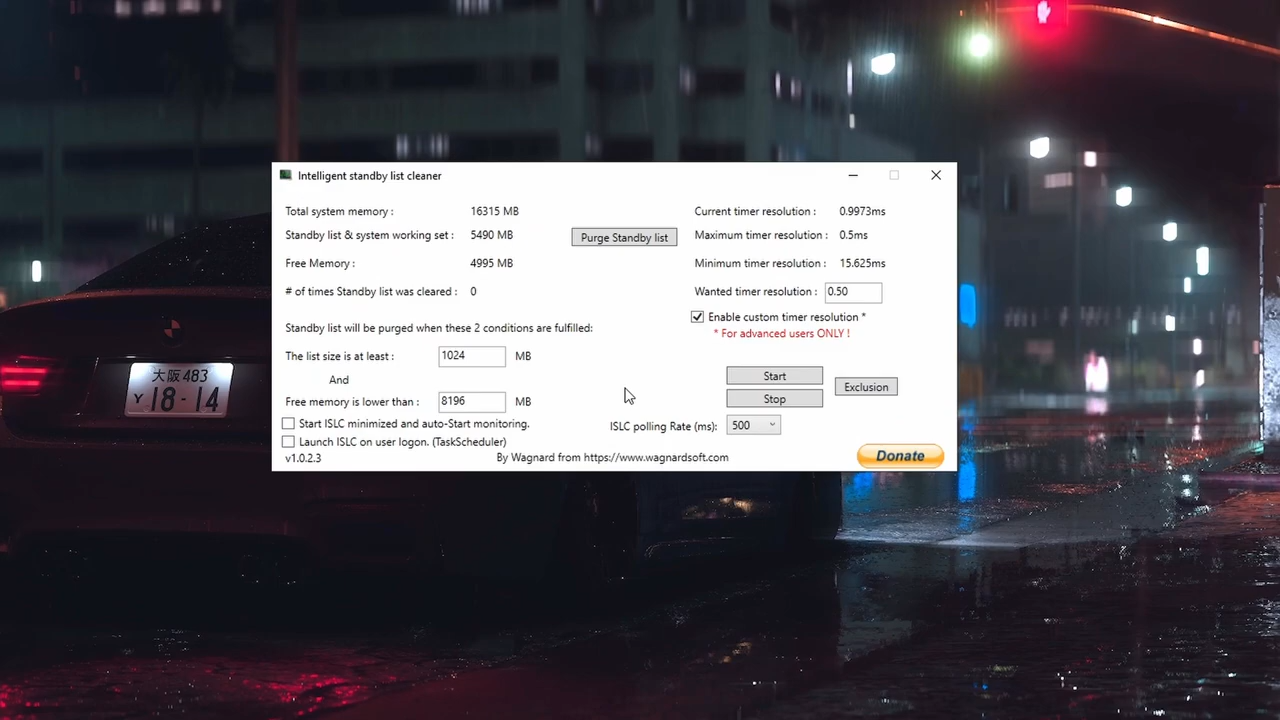 Intelligent standby list cleaner
Total system memory : 16315 MB
Standby list & system working set : 5490 MB
Free Memory : 4995 MB
# of times Standby list was cleared : 0
Purge Standby list
Current timer resolution : 0.9973ms
Maximum timer resolution : 0.5ms
Minimum timer resolution : 15.625ms
Wanted timer resolution : 0.50
Enable custom timer resolution *
* For advanced users ONLY !
Standby list will be purged when these 2 conditions are fulfilled:
The list size is at least : 1024 MB
And
Free memory is lower than : 8196 MB
Start
Stop
Exclusion
Start ISLC minimized and auto-Start monitoring.
ISLC polling Rate (ms): 500
Launch ISLC on user logon. (TaskScheduler)
v1.0.2.3
By Wagnard from https://www.wagnardsoft.com
Donate
大阪 483
Y 18-14